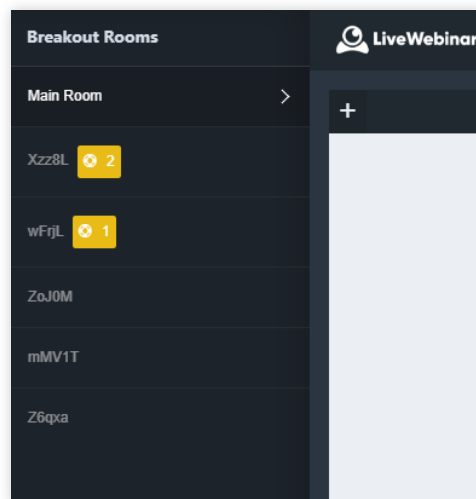 Breakout Rooms
LiveWebinar
Main Room
+
Xzz8L 2
wFrjL 1
ZoJ0M
mMV1T
Z6qxa